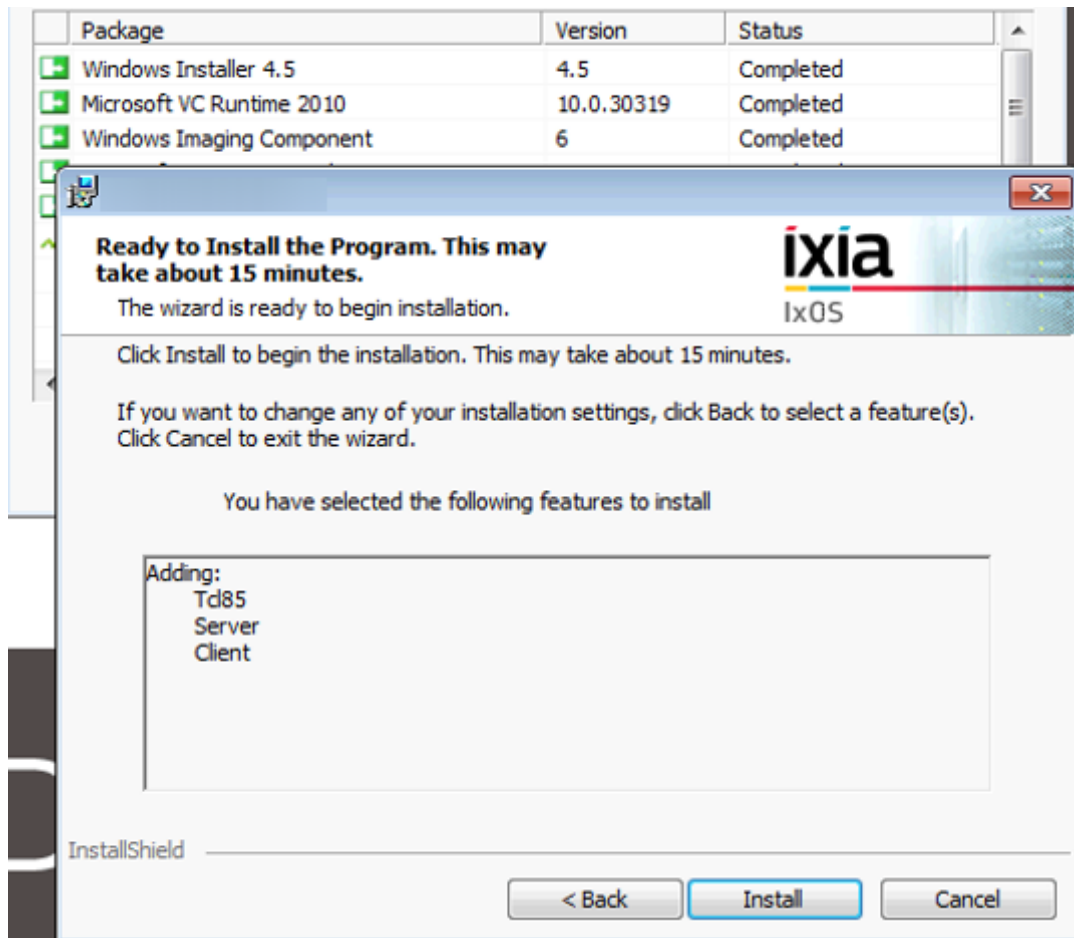 Package Version Status
Windows Installer 4.5 4.5 Completed
Microsoft VC Runtime 2010 10.0.30319 Completed
Windows Imaging Component 6 Completed
Ready to Install the Program. This may
take about 15 minutes.
The wizard is ready to begin installation.
ixia
IxOS
Click Install to begin the installation. This may take about 15 minutes.
If you want to change any of your installation settings, click Back to select a feature(s).
Click Cancel to exit the wizard.
You have selected the following features to install
Adding:
Tcl85
Server
Client
InstallShield
< Back Install Cancel